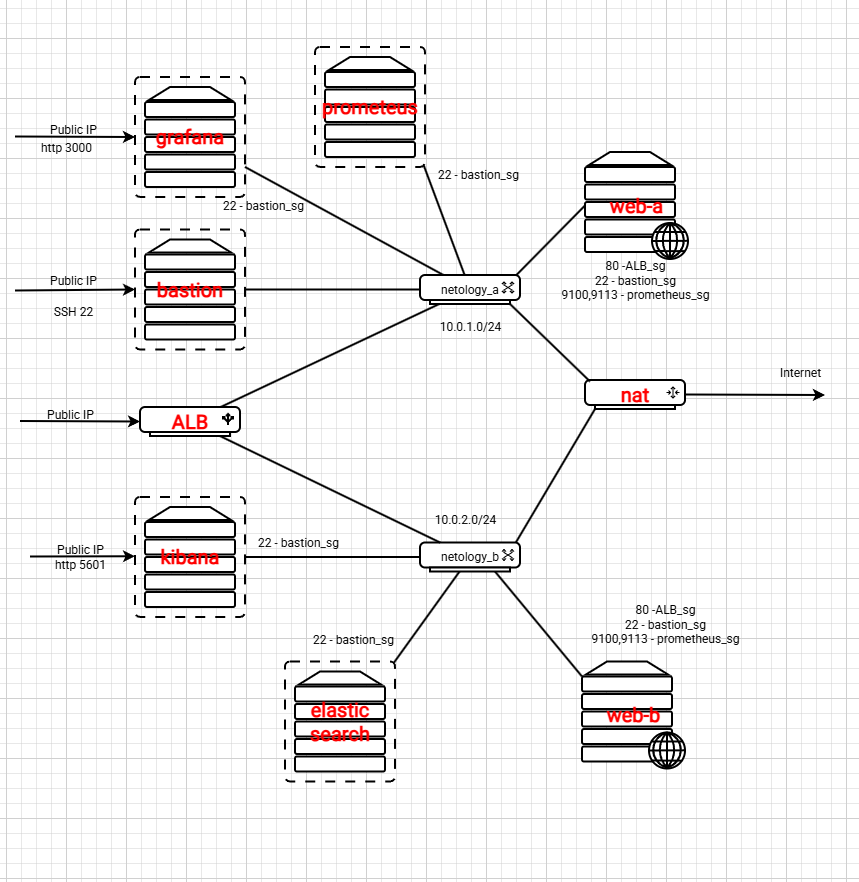 prometeus
Public IP
grafana
http 3000
22 - bastion_sg
22 - bastion_sg
web-a
80 -ALB_sg
22 - bastion_sg
9100,9113 - prometheus_sg
Public IP
bastion
SSH 22
netology_a
10.0.1.0/24
Internet
nat
Public IP
ALB
10.0.2.0/24
22 - bastion_sg
Public IP
kibana
http 5601
netology_b
80 -ALB_sg
22 - bastion_sg
9100,9113 - prometheus_sg
22 - bastion_sg
elastic
search
web-b